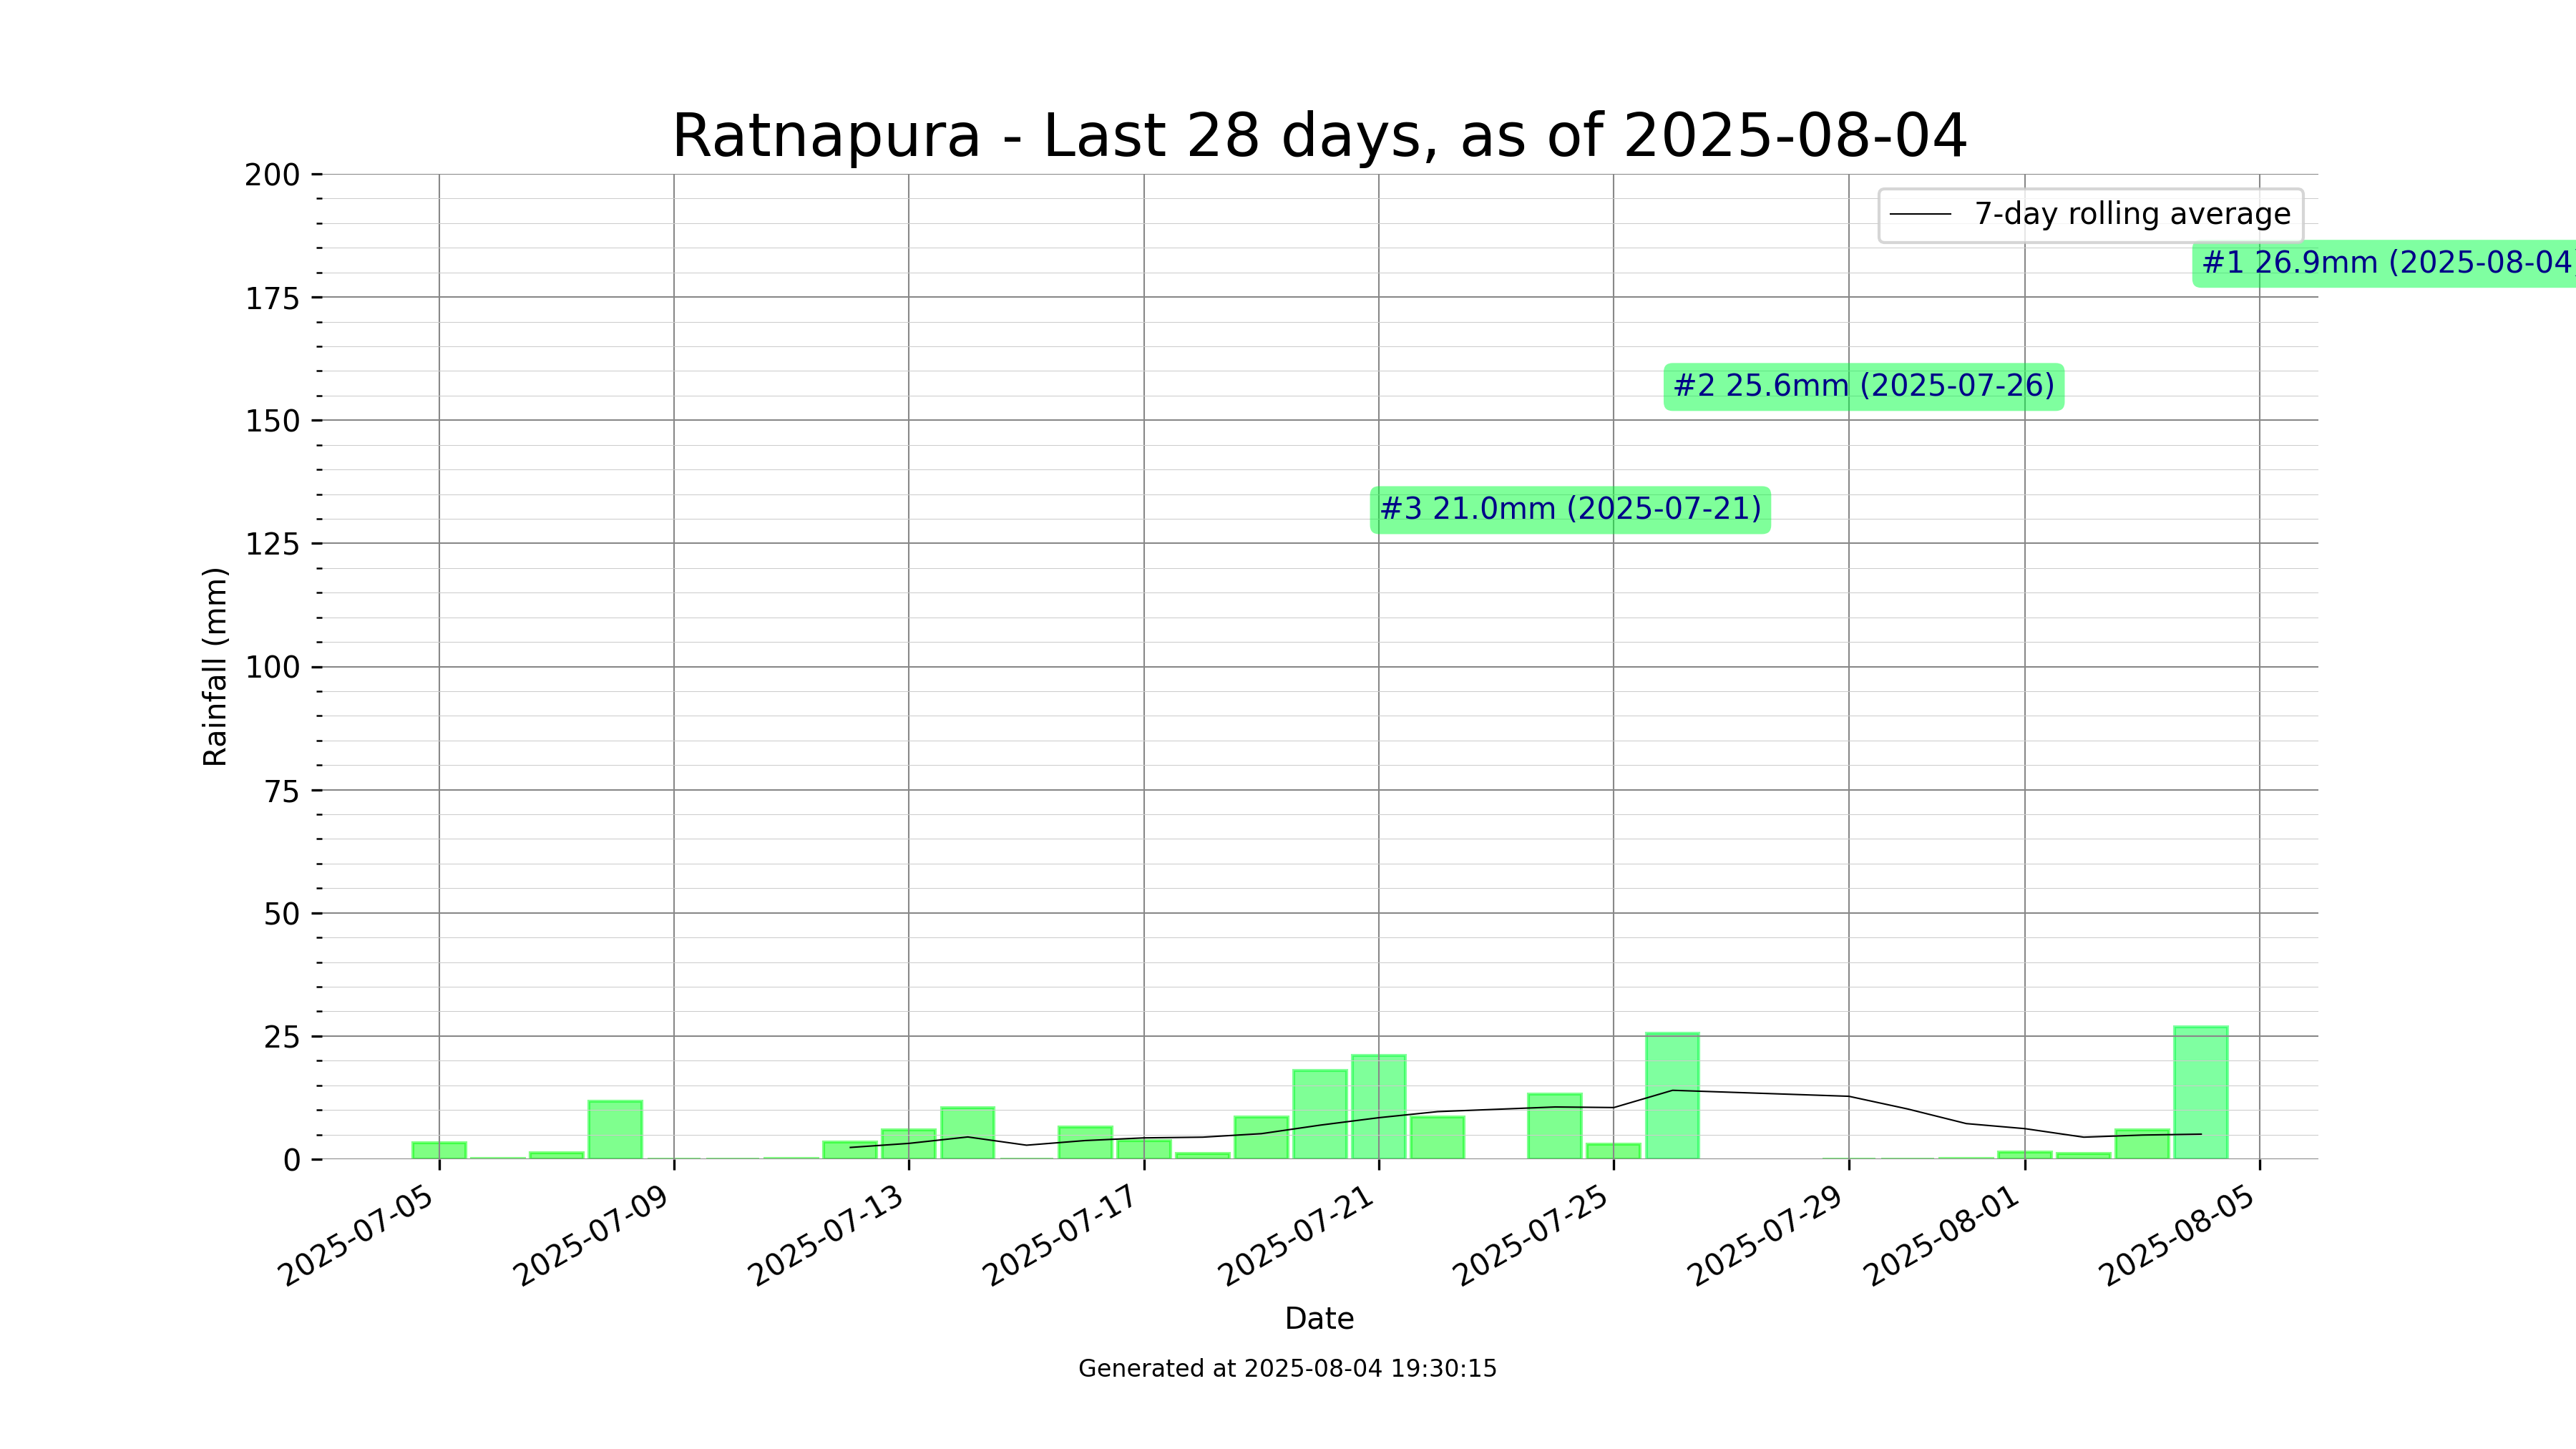 Ratnapura - Last 28 days, as of 2025-08-04
200
175
150
125
100
75
50
25
0
Rainfall (mm)
7-day rolling average
#1 26.9mm (2025-08-04)
#2 25.6mm (2025-07-26)
#3 21.0mm (2025-07-21)
2025-07-05
2025-07-09
2025-07-13
2025-07-17
2025-07-21
2025-07-25
2025-07-29
2025-08-01
2025-08-05
Date
Generated at 2025-08-04 19:30:15